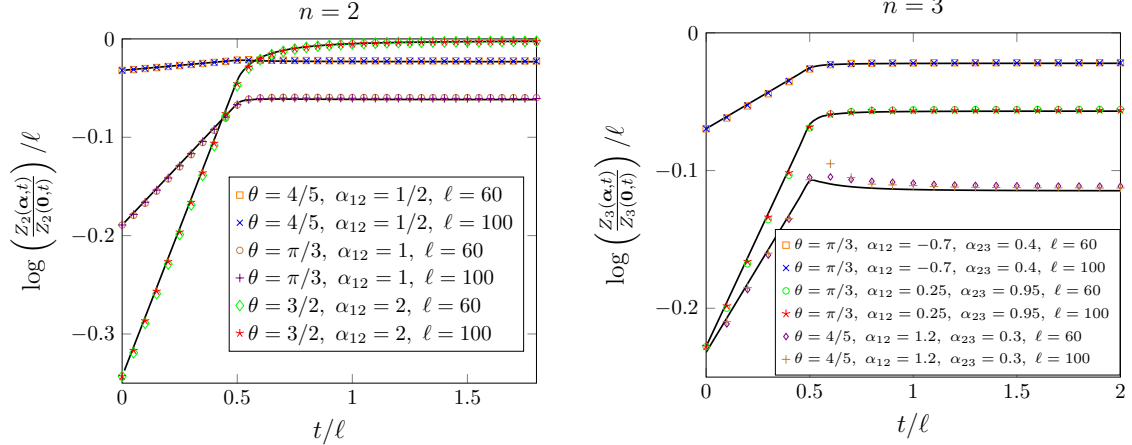 n = 2
log (Z₂(α,t)/Z₂(0,t)) /ℓ
0
−0.1
−0.2
−0.3
θ = 4/5, α₁₂ = 1/2, ℓ = 60
θ = 4/5, α₁₂ = 1/2, ℓ = 100
θ = π/3, α₁₂ = 1, ℓ = 60
θ = π/3, α₁₂ = 1, ℓ = 100
θ = 3/2, α₁₂ = 2, ℓ = 60
θ = 3/2, α₁₂ = 2, ℓ = 100
0 0.5 1 1.5
t/ℓ
n = 3
log (Z₃(α,t)/Z₃(0,t)) /ℓ
0
−0.1
−0.2
θ = π/3, α₁₂ = −0.7, α₂₃ = 0.4, ℓ = 60
θ = π/3, α₁₂ = −0.7, α₂₃ = 0.4, ℓ = 100
θ = π/3, α₁₂ = 0.25, α₂₃ = 0.95, ℓ = 60
θ = π/3, α₁₂ = 0.25, α₂₃ = 0.95, ℓ = 100
θ = 4/5, α₁₂ = 1.2, α₂₃ = 0.3, ℓ = 60
θ = 4/5, α₁₂ = 1.2, α₂₃ = 0.3, ℓ = 100
0 0.5 1 1.5 2
t/ℓ